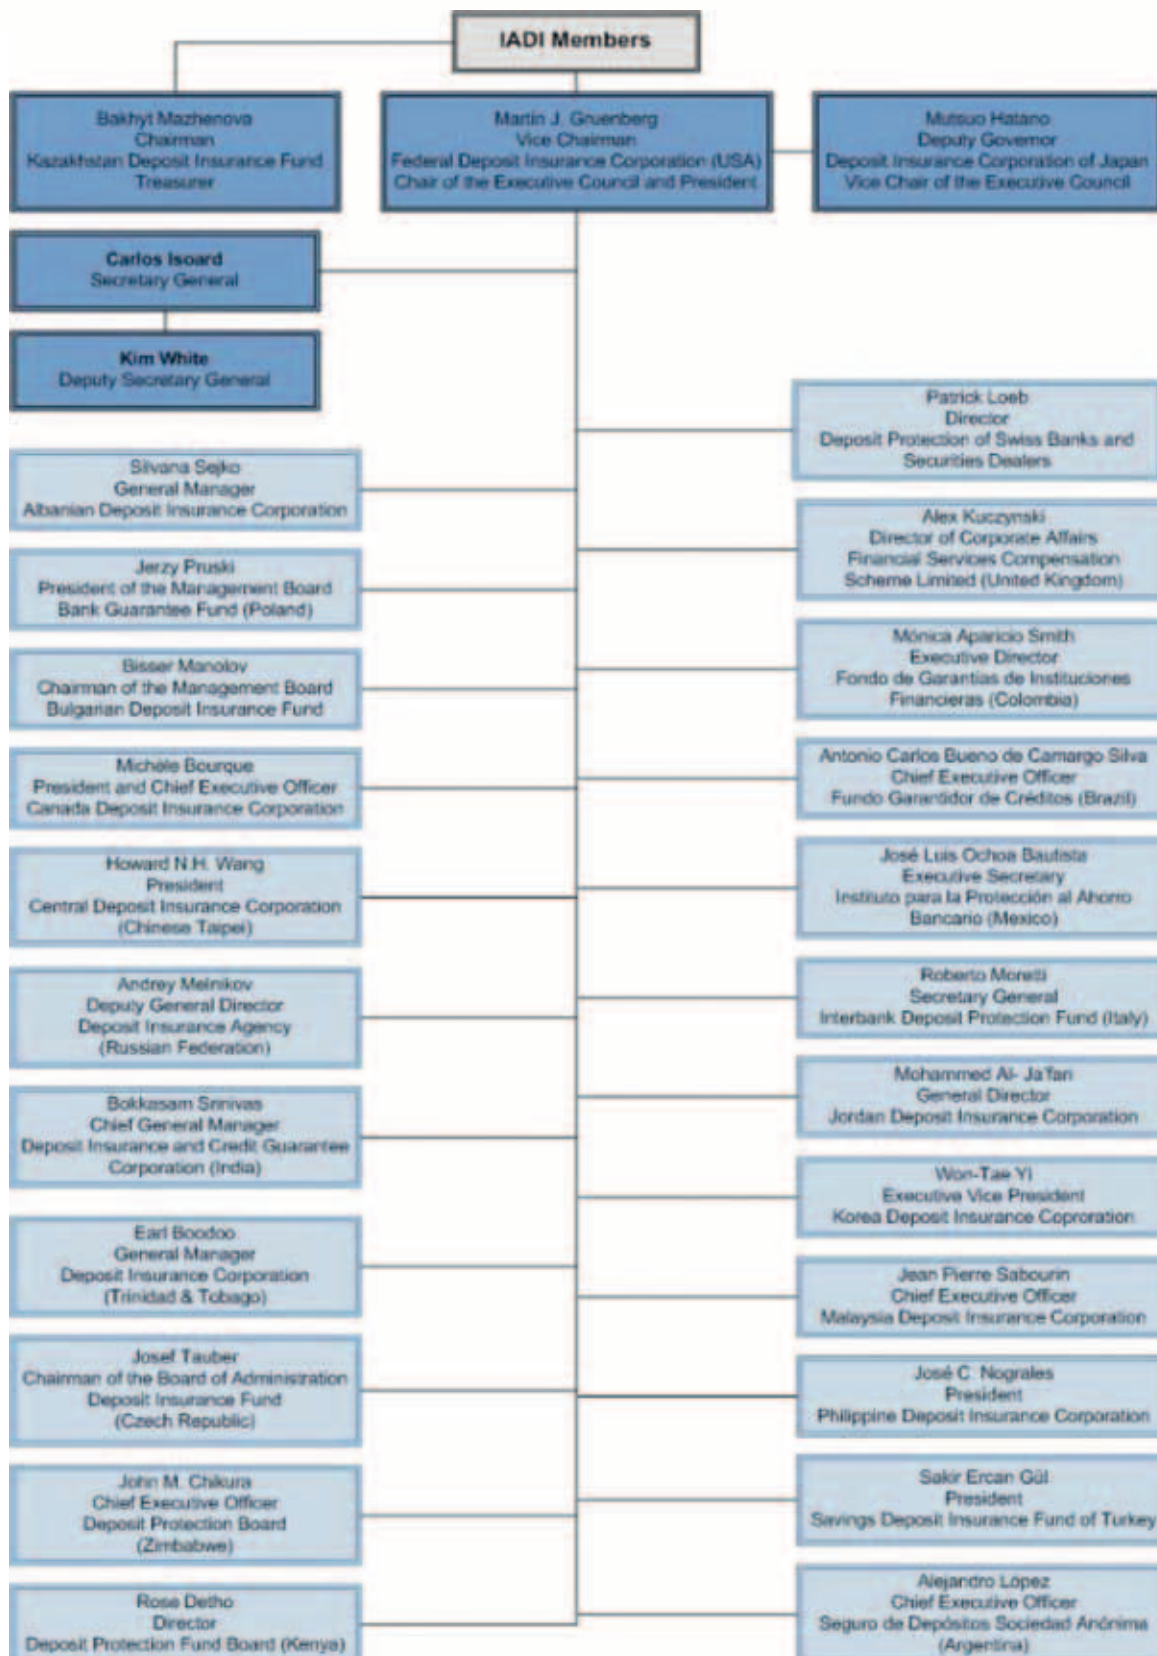 IADI Members
Bakhyt Mazhenova
Chairman
Kazakhstan Deposit Insurance Fund
Treasurer
Martin J. Gruenberg
Vice Chairman
Federal Deposit Insurance Corporation (USA)
Chair of the Executive Council and President
Mutsuo Hatano
Deputy Governor
Deposit Insurance Corporation of Japan
Vice Chair of the Executive Council
Carlos Isoard
Secretary General
Kim White
Deputy Secretary General
Silvana Sejko
General Manager
Albanian Deposit Insurance Corporation
Jerzy Pruski
President of the Management Board
Bank Guarantee Fund (Poland)
Bisser Manolov
Chairman of the Management Board
Bulgarian Deposit Insurance Fund
Michèle Bourque
President and Chief Executive Officer
Canada Deposit Insurance Corporation
Howard N.H. Wang
President
Central Deposit Insurance Corporation
(Chinese Taipei)
Andrey Melnikov
Deputy General Director
Deposit Insurance Agency
(Russian Federation)
Bokkasam Srinivas
Chief General Manager
Deposit Insurance and Credit Guarantee
Corporation (India)
Earl Boodoo
General Manager
Deposit Insurance Corporation
(Trinidad & Tobago)
Josef Tauber
Chairman of the Board of Administration
Deposit Insurance Fund
(Czech Republic)
John M. Chikura
Chief Executive Officer
Deposit Protection Board
(Zimbabwe)
Rose Detho
Director
Deposit Protection Fund Board (Kenya)
Patrick Loeb
Director
Deposit Protection of Swiss Banks and
Securities Dealers
Alex Kuczynski
Director of Corporate Affairs
Financial Services Compensation
Scheme Limited (United Kingdom)
Mónica Aparicio Smith
Executive Director
Fondo de Garantías de Instituciones
Financieras (Colombia)
Antonio Carlos Bueno de Camargo Silva
Chief Executive Officer
Fundo Garantidor de Créditos (Brazil)
José Luis Ochoa Bautista
Executive Secretary
Instituto para la Protección al Ahorro
Bancario (Mexico)
Roberto Moretti
Secretary General
Interbank Deposit Protection Fund (Italy)
Mohammed Al- Ja'fari
General Director
Jordan Deposit Insurance Corporation
Won-Tae Yi
Executive Vice President
Korea Deposit Insurance Coproration
Jean Pierre Sabourin
Chief Executive Officer
Malaysia Deposit Insurance Corporation
José C. Nograles
President
Philippine Deposit Insurance Corporation
Sakir Ercan Gül
President
Savings Deposit Insurance Fund of Turkey
Alejandro López
Chief Executive Officer
Seguro de Depósitos Sociedad Anónima
(Argentina)